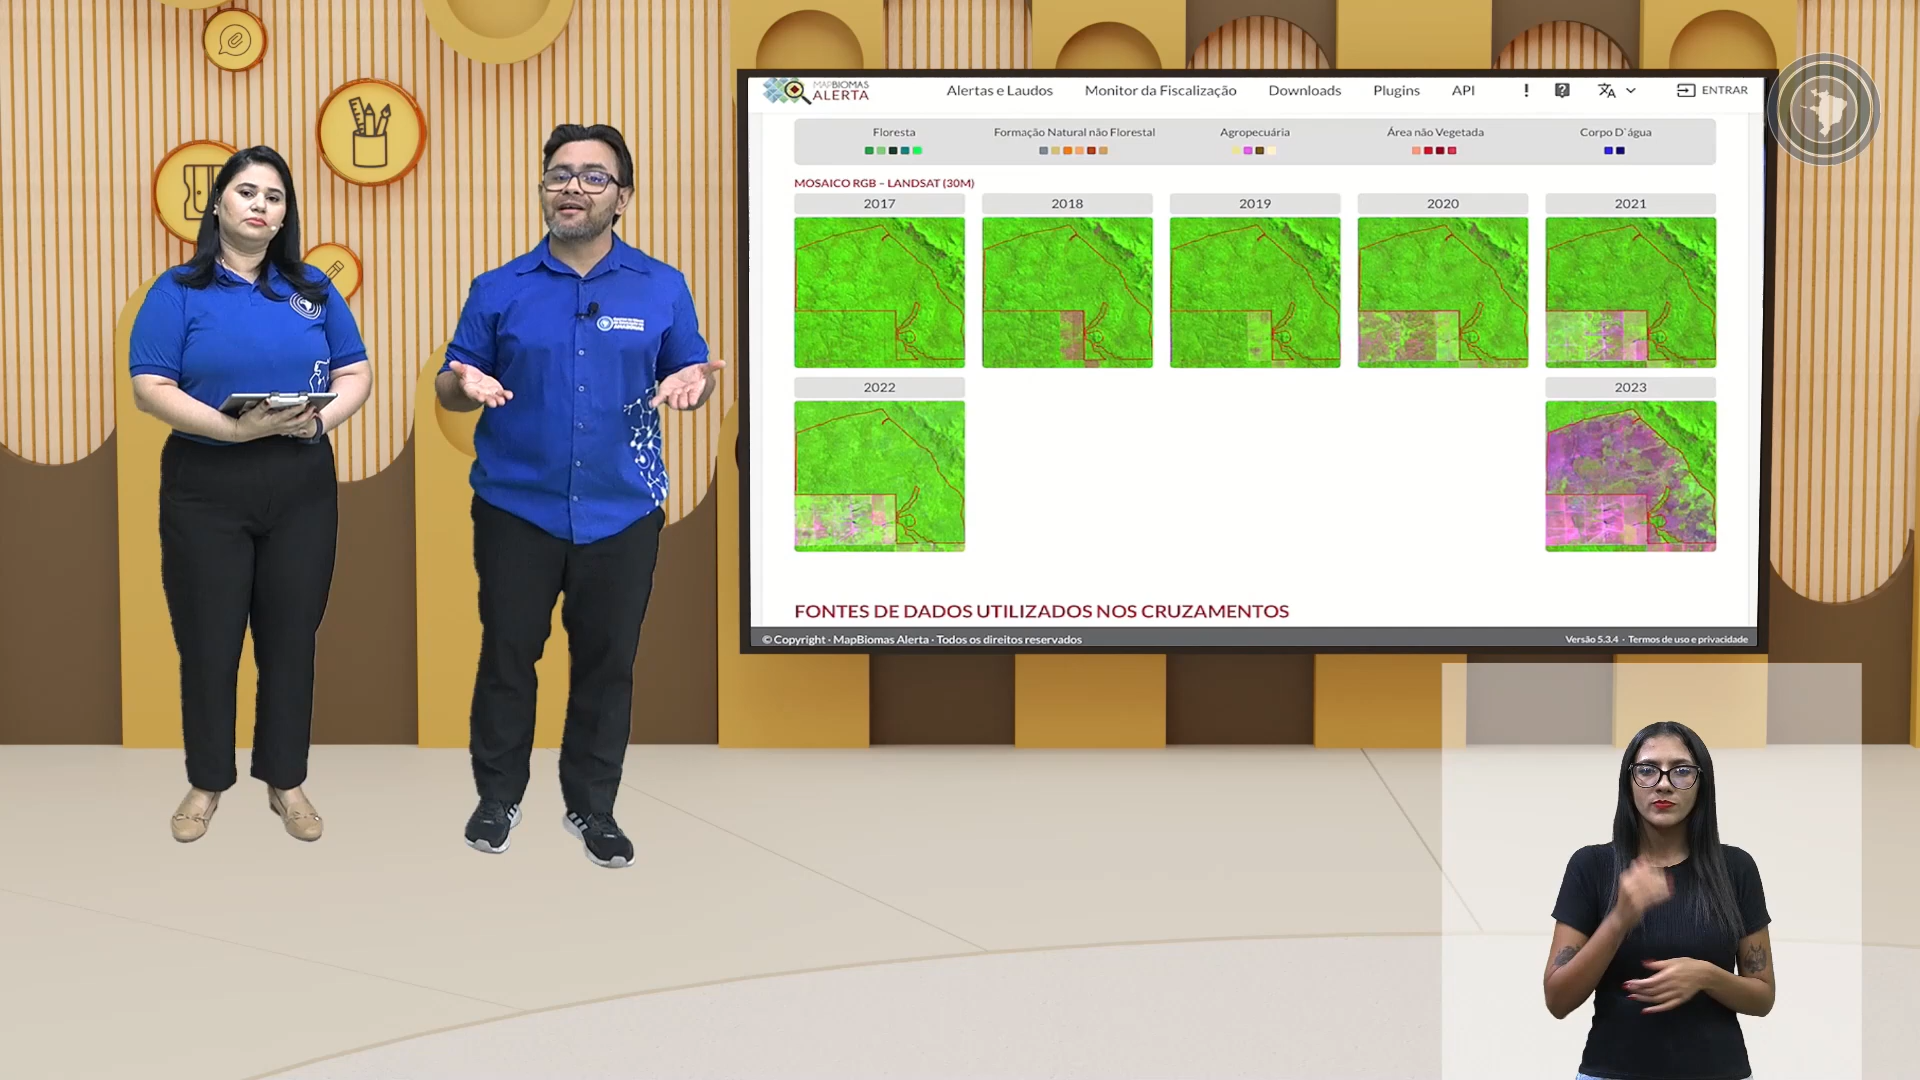 MAPBIOMAS
ALERTA
Alertas e Laudos
Monitor da Fiscalização
Downloads
Plugins
API
!
?
ENTRAR
Floresta
Formação Natural não Florestal
Agropecuária
Área não Vegetada
Corpo D`água
MOSAICO RGB – LANDSAT (30M)
2017
2018
2019
2020
2021
2022
2023
FONTES DE DADOS UTILIZADOS NOS CRUZAMENTOS
© Copyright · MapBiomas Alerta · Todos os direitos reservados
Versão 5.3.4 · Termos de uso e privacidade